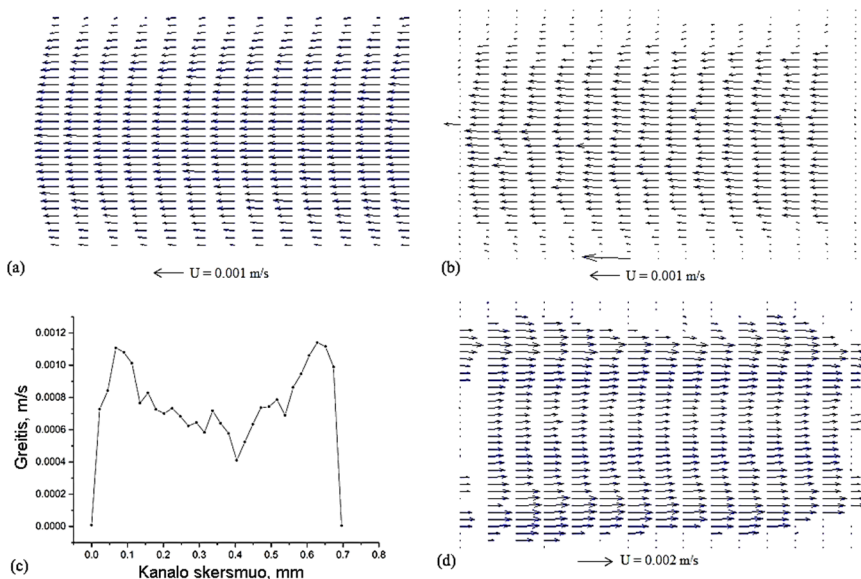 (a)
U = 0.001 m/s
(b)
U = 0.001 m/s
Greitis, m/s
0.0012
0.0010
0.0008
0.0006
0.0004
0.0002
0.0000
0.0 0.1 0.2 0.3 0.4 0.5 0.6 0.7 0.8
(c)
Kanalo skersmuo, mm
(d)
U = 0.002 m/s